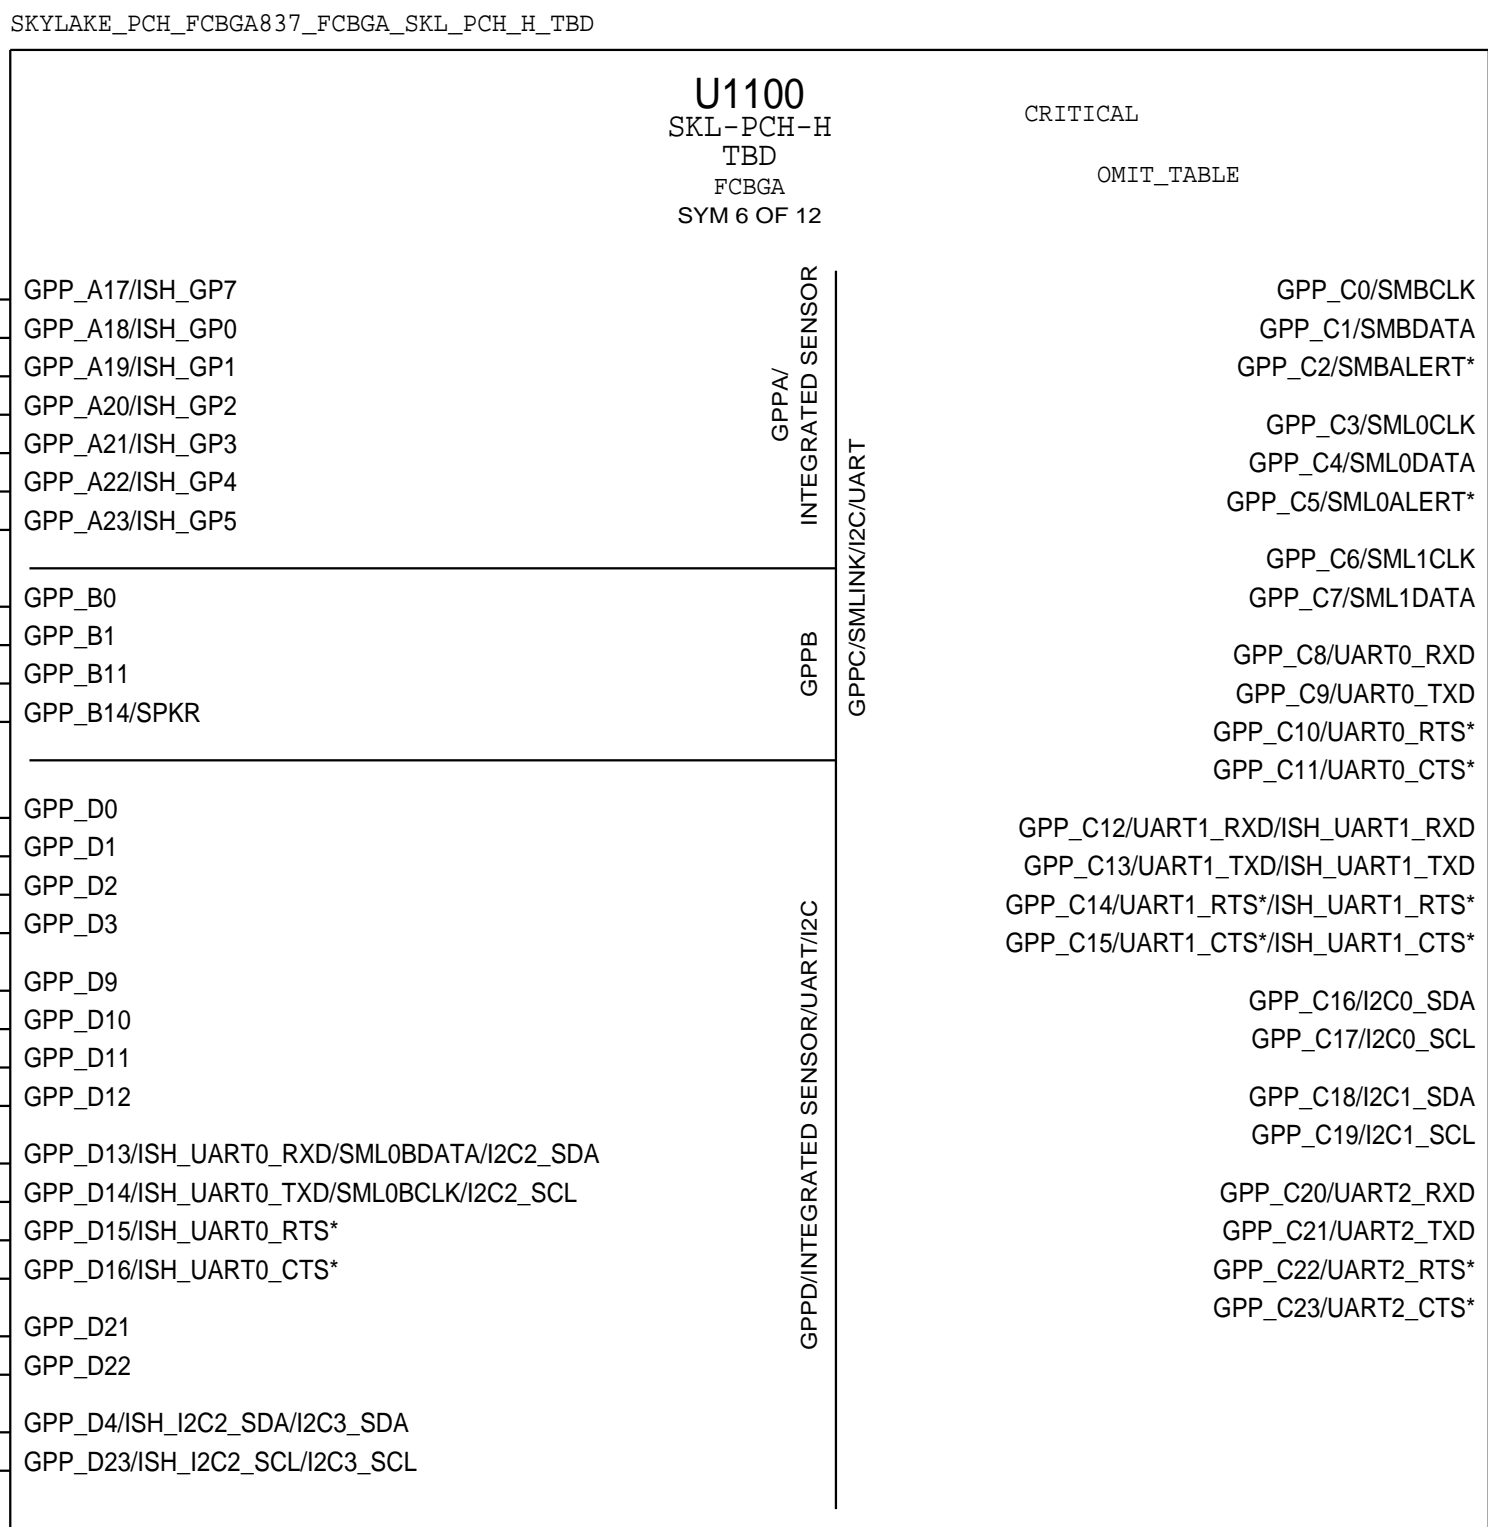 SKYLAKE_PCH_FCBGA837_FCBGA_SKL_PCH_H_TBD
U1100
SKL-PCH-H
TBD
FCBGA
SYM 6 OF 12
CRITICAL
OMIT_TABLE
GPP_A17/ISH_GP7
GPP_A18/ISH_GP0
GPP_A19/ISH_GP1
GPP_A20/ISH_GP2
GPP_A21/ISH_GP3
GPP_A22/ISH_GP4
GPP_A23/ISH_GP5
GPPA/
INTEGRATED SENSOR
GPP_B0
GPP_B1
GPP_B11
GPP_B14/SPKR
GPPB
GPP_D0
GPP_D1
GPP_D2
GPP_D3
GPP_D9
GPP_D10
GPP_D11
GPP_D12
GPP_D13/ISH_UART0_RXD/SML0BDATA/I2C2_SDA
GPP_D14/ISH_UART0_TXD/SML0BCLK/I2C2_SCL
GPP_D15/ISH_UART0_RTS*
GPP_D16/ISH_UART0_CTS*
GPP_D21
GPP_D22
GPP_D4/ISH_I2C2_SDA/I2C3_SDA
GPP_D23/ISH_I2C2_SCL/I2C3_SCL
GPPD/INTEGRATED SENSOR/UART/I2C
GPPC/SMLINK/I2C/UART
GPP_C0/SMBCLK
GPP_C1/SMBDATA
GPP_C2/SMBALERT*
GPP_C3/SML0CLK
GPP_C4/SML0DATA
GPP_C5/SML0ALERT*
GPP_C6/SML1CLK
GPP_C7/SML1DATA
GPP_C8/UART0_RXD
GPP_C9/UART0_TXD
GPP_C10/UART0_RTS*
GPP_C11/UART0_CTS*
GPP_C12/UART1_RXD/ISH_UART1_RXD
GPP_C13/UART1_TXD/ISH_UART1_TXD
GPP_C14/UART1_RTS*/ISH_UART1_RTS*
GPP_C15/UART1_CTS*/ISH_UART1_CTS*
GPP_C16/I2C0_SDA
GPP_C17/I2C0_SCL
GPP_C18/I2C1_SDA
GPP_C19/I2C1_SCL
GPP_C20/UART2_RXD
GPP_C21/UART2_TXD
GPP_C22/UART2_RTS*
GPP_C23/UART2_CTS*